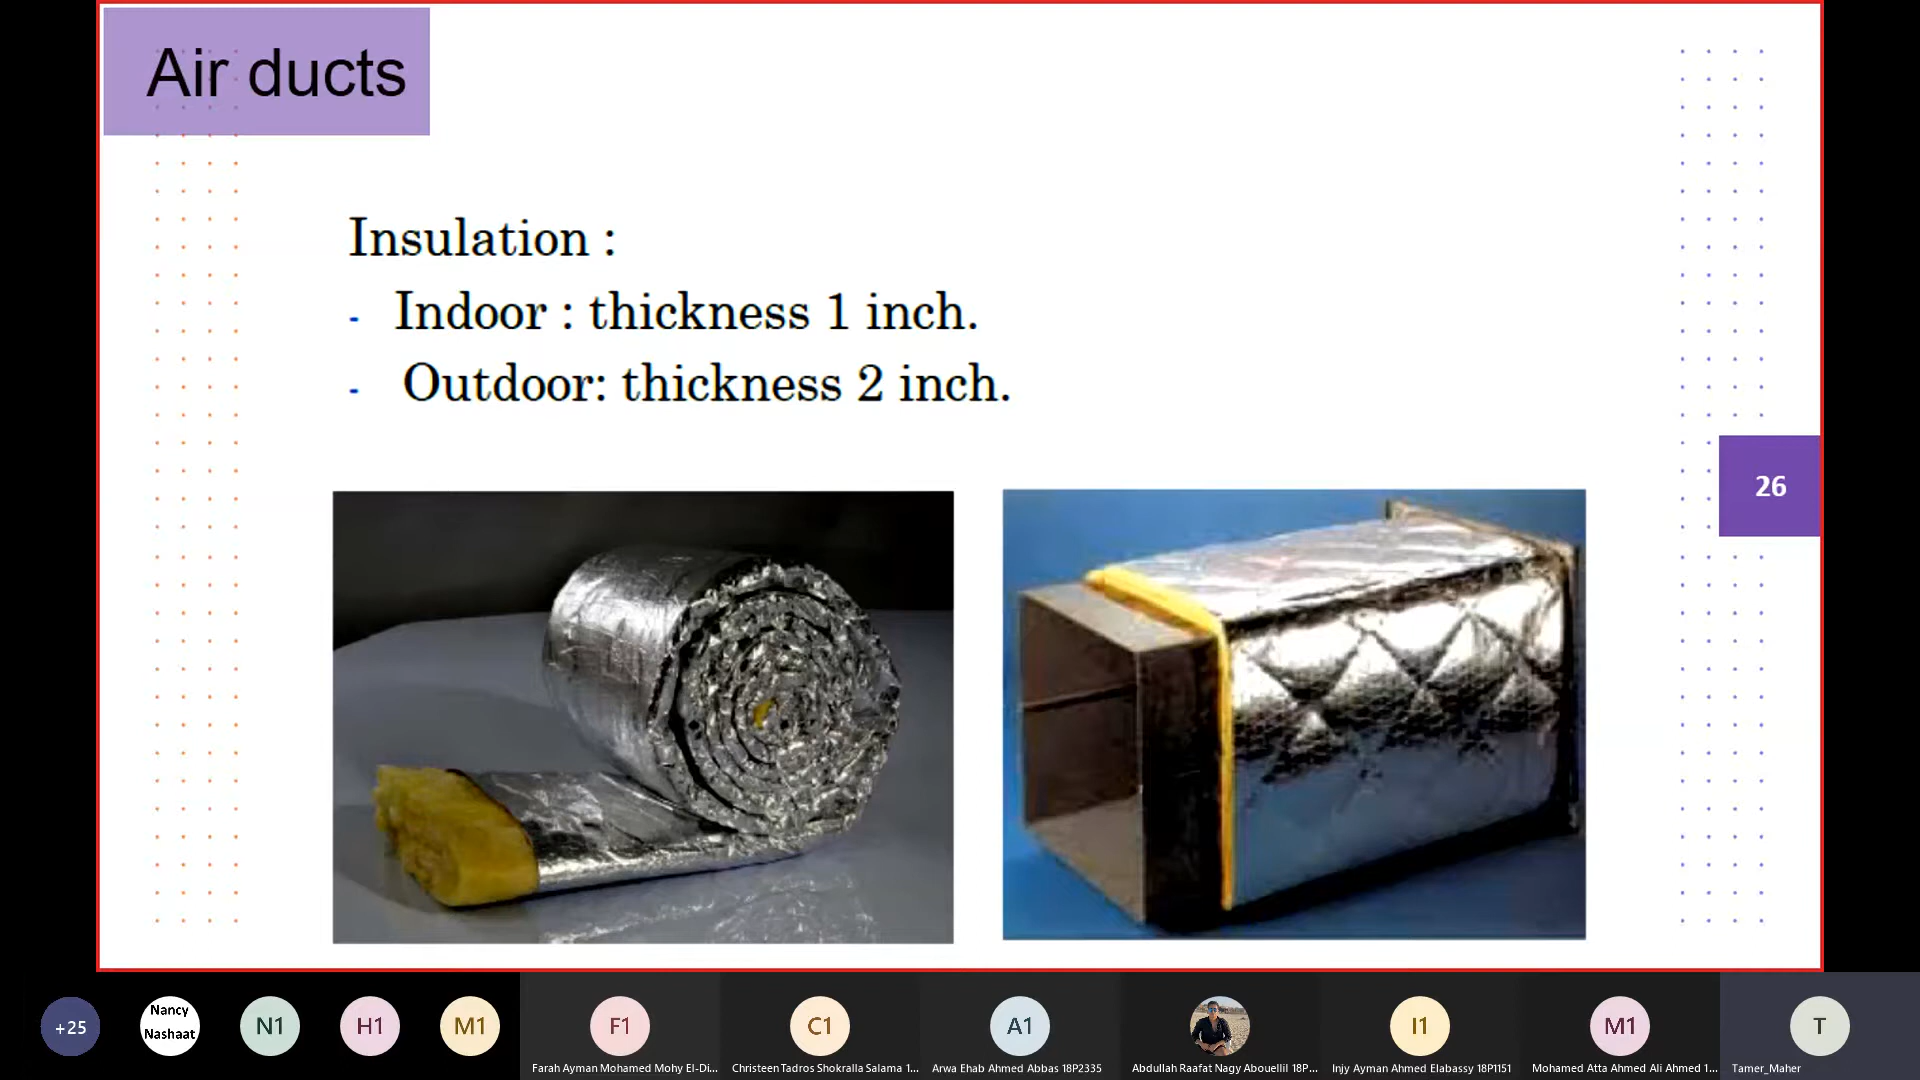 Air ducts
Insulation :
- Indoor : thickness 1 inch.
- Outdoor: thickness 2 inch.
26
+25
Nancy
Nashaat
N1
H1
M1
F1
C1
A1
I1
M1
T
Farah Ayman Mohamed Mohy El-Di...
Christeen Tadros Shokralla Salama 1...
Arwa Ehab Ahmed Abbas 18P2335
Abdullah Raafat Nagy Abouellil 18P...
Injy Ayman Ahmed Elabassy 18P1151
Mohamed Atta Ahmed Ali Ahmed 1...
Tamer_Maher